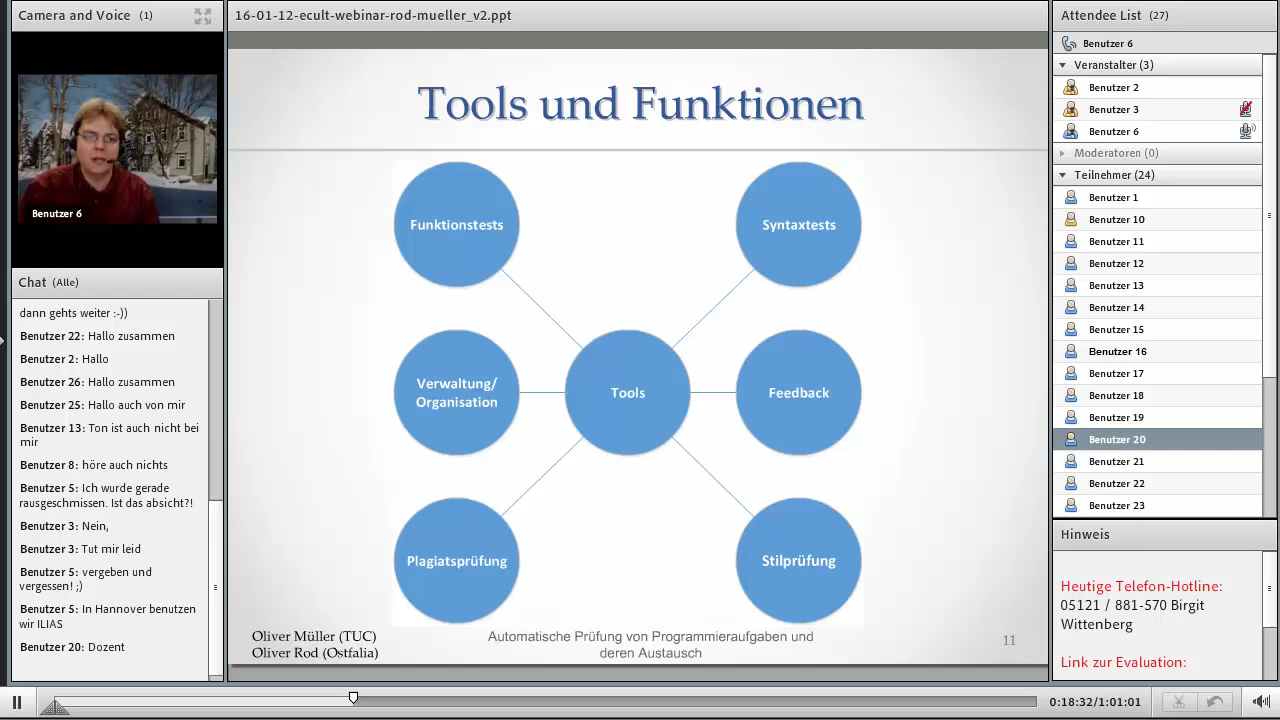 Camera and Voice (1)
Benutzer 6
Chat (Alle)
dann gehts weiter :-))
Benutzer 22: Hallo zusammen
Benutzer 2: Hallo
Benutzer 26: Hallo zusammen
Benutzer 25: Hallo auch von mir
Benutzer 13: Ton ist auch nicht bei
mir
Benutzer 8: höre auch nichts
Benutzer 5: Ich wurde gerade
rausgeschmissen. Ist das absicht?!
Benutzer 3: Nein,
Benutzer 3: Tut mir leid
Benutzer 5: vergeben und
vergessen! ;)
Benutzer 5: In Hannover benutzen
wir ILIAS
Benutzer 20: Dozent
16-01-12-ecult-webinar-rod-mueller_v2.ppt
Tools und Funktionen
Funktionstests
Syntaxtests
Verwaltung/
Organisation
Tools
Feedback
Plagiatsprüfung
Stilprüfung
Oliver Müller (TUC)
Oliver Rod (Ostfalia)
Automatische Prüfung von Programmieraufgaben und
deren Austausch
11
Attendee List (27)
Benutzer 6
Veranstalter (3)
Benutzer 2
Benutzer 3
Benutzer 6
Moderatoren (0)
Teilnehmer (24)
Benutzer 1
Benutzer 10
Benutzer 11
Benutzer 12
Benutzer 13
Benutzer 14
Benutzer 15
Benutzer 16
Benutzer 17
Benutzer 18
Benutzer 19
Benutzer 20
Benutzer 21
Benutzer 22
Benutzer 23
Hinweis
Heutige Telefon-Hotline:
05121 / 881-570 Birgit
Wittenberg
Link zur Evaluation:
0:18:32/1:01:01